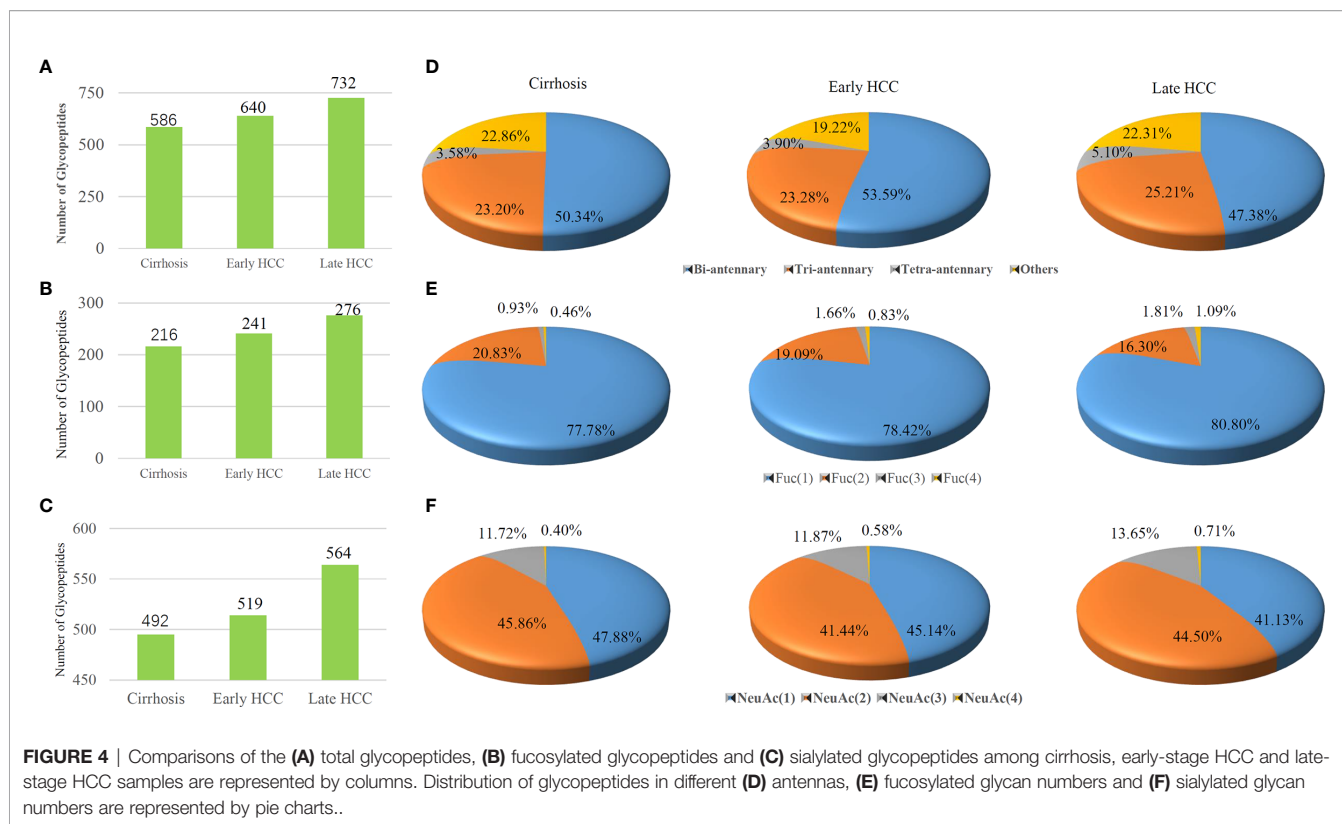 A
Number of Glycopeptides
750
500
250
0
586
640
732
Cirrhosis
Early HCC
Late HCC
D
Cirrhosis
Early HCC
Late HCC
22.86%
3.58%
23.20%
50.34%
19.22%
3.90%
23.28%
53.59%
22.31%
5.10%
25.21%
47.38%
Bi-antennary
Tri-antennary
Tetra-antennary
Others
B
Number of Glycopeptides
300
200
100
0
216
241
276
Cirrhosis
Early HCC
Late HCC
E
0.93%
0.46%
20.83%
77.78%
1.66%
0.83%
19.09%
78.42%
1.81%
1.09%
16.30%
80.80%
Fuc(1)
Fuc(2)
Fuc(3)
Fuc(4)
C
Number of Glycopeptides
600
550
500
450
492
519
564
Cirrhosis
Early HCC
Late HCC
F
11.72%
0.40%
45.86%
47.88%
11.87%
0.58%
41.44%
45.14%
13.65%
0.71%
44.50%
41.13%
NeuAc(1)
NeuAc(2)
NeuAc(3)
NeuAc(4)
FIGURE 4 | Comparisons of the (A) total glycopeptides, (B) fucosylated glycopeptides and (C) sialylated glycopeptides among cirrhosis, early-stage HCC and late-
stage HCC samples are represented by columns. Distribution of glycopeptides in different (D) antennas, (E) fucosylated glycan numbers and (F) sialylated glycan
numbers are represented by pie charts..